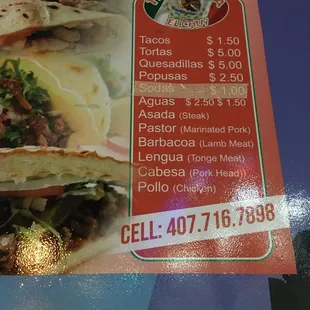 EL CHUY
Tacos $ 1.50
Tortas $ 5.00
Quesadillas $ 5.00
Popusas $ 2.50
Sodas $ 1.00
Aguas $ 2.50 $ 1.50
Asada (Steak)
Pastor (Marinated Pork)
Barbacoa (Lamb Meat)
Lengua (Tonge Meat)
Cabesa (Pork Head))
Pollo (Chicken)
CELL: 407.716.7898